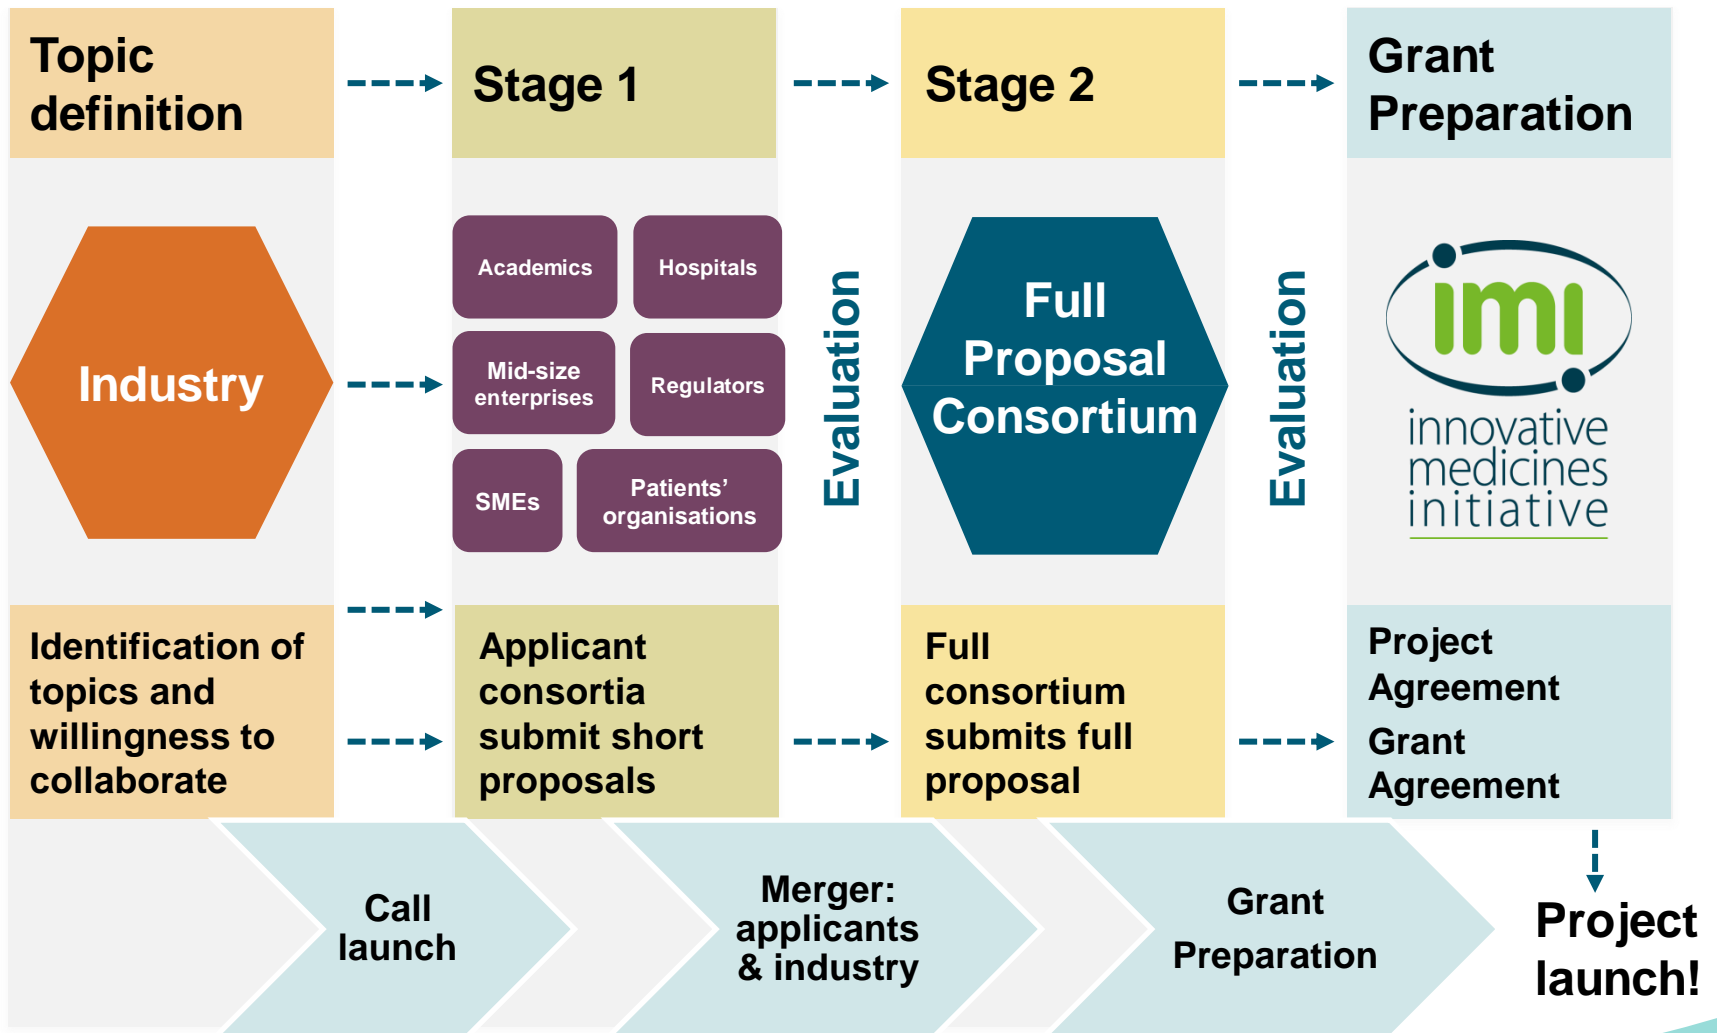 Topic
definition
Stage 1
Stage 2
Grant
Preparation
Industry
Academics
Hospitals
Mid-size
enterprises
Regulators
SMEs
Patients’
organisations
Evaluation
Full
Proposal
Consortium
Evaluation
imi
innovative
medicines
initiative
Identification of
topics and
willingness to
collaborate
Applicant
consortia
submit short
proposals
Full
consortium
submits full
proposal
Project
Agreement
Grant
Agreement
Call
launch
Merger:
applicants
& industry
Grant
Preparation
Project
launch!